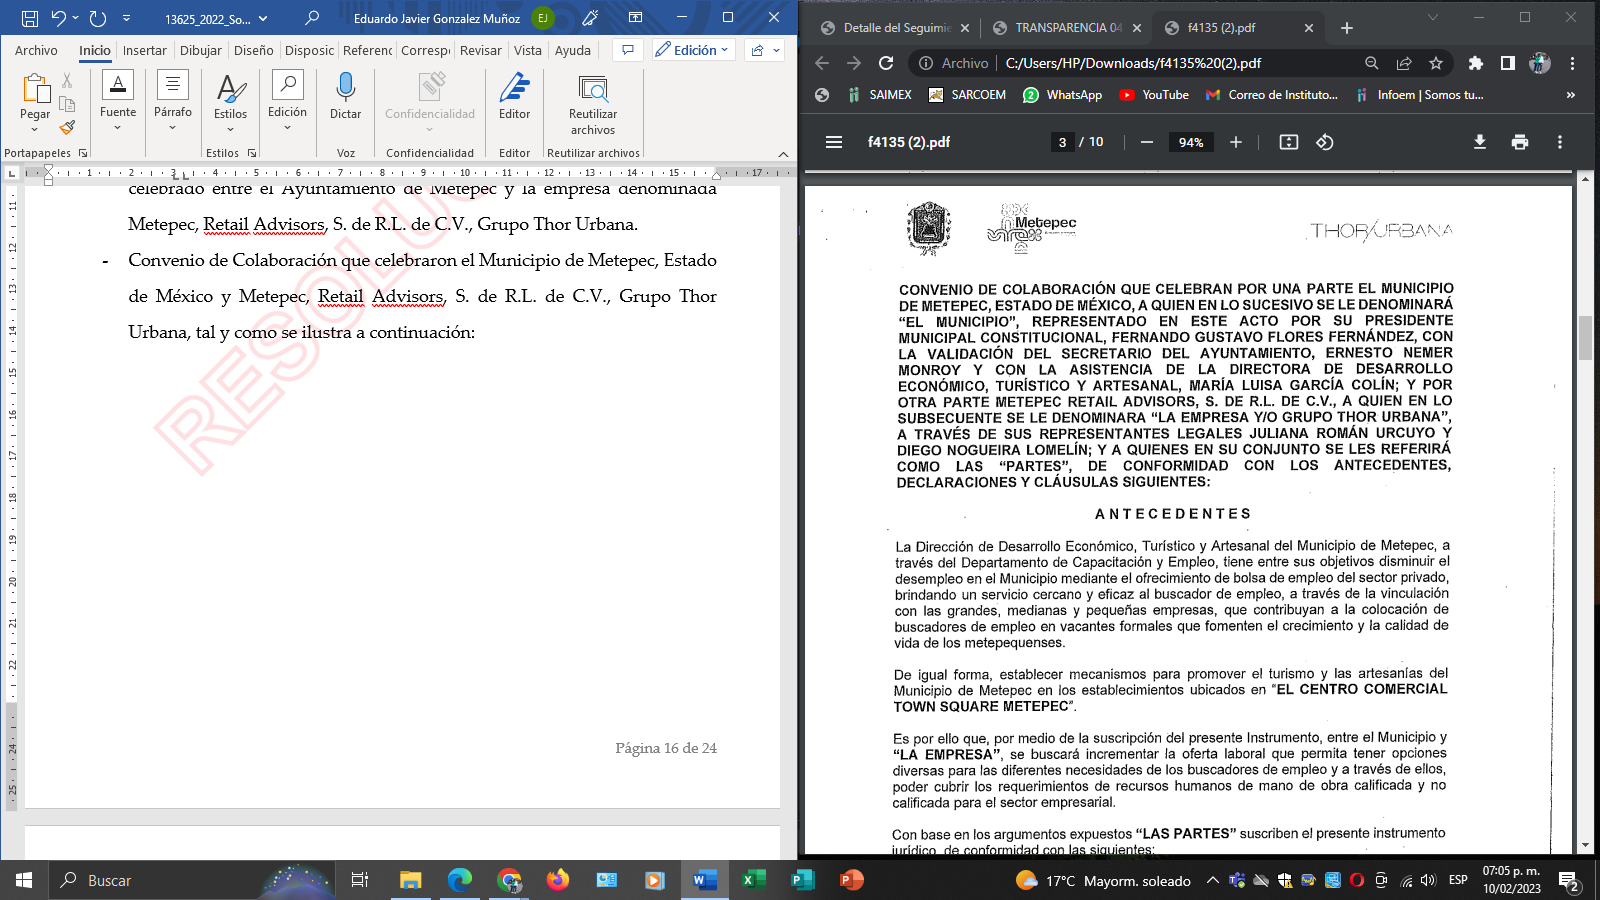 13625_2022_So...
Eduardo Javier Gonzalez Muñoz
EJ
Archivo
Inicio
Insertar
Dibujar
Diseño
Disposic
Referenc
Corresp
Revisar
Vista
Ayuda
Edición
Pegar
Fuente
Párrafo
Estilos
Edición
Dictar
Confidencialidad
Editor
Reutilizar
archivos
Portapapeles
Estilos
Voz
Confidencialidad
Editor
Reutilizar archivos
celebrado entre el Ayuntamiento de Metepec y la empresa denominada
Metepec, Retail Advisors, S. de R.L. de C.V., Grupo Thor Urbana.
- Convenio de Colaboración que celebraron el Municipio de Metepec, Estado
de México y Metepec, Retail Advisors, S. de R.L. de C.V., Grupo Thor
Urbana, tal y como se ilustra a continuación:
RESOLUC
Página 16 de 24
Detalle del Seguimie
TRANSPARENCIA 04
f4135 (2).pdf
Archivo
C:/Users/HP/Downloads/f4135%20(2).pdf
SAIMEX
SARCOEM
WhatsApp
YouTube
Correo de Instituto...
Infoem | Somos tu...
f4135 (2).pdf
3 / 10
94%
Metepec
THOR/URBANA
CONVENIO DE COLABORACIÓN QUE CELEBRAN POR UNA PARTE EL MUNICIPIO
DE METEPEC, ESTADO DE MÉXICO, A QUIEN EN LO SUCESIVO SE LE DENOMINARÁ
“EL MUNICIPIO”, REPRESENTADO EN ESTE ACTO POR SU PRESIDENTE
MUNICIPAL CONSTITUCIONAL, FERNANDO GUSTAVO FLORES FERNÁNDEZ, CON
LA VALIDACIÓN DEL SECRETARIO DEL AYUNTAMIENTO, ERNESTO NEMER
MONROY Y CON LA ASISTENCIA DE LA DIRECTORA DE DESARROLLO
ECONÓMICO, TURÍSTICO Y ARTESANAL, MARÍA LUISA GARCÍA COLÍN; Y POR
OTRA PARTE METEPEC RETAIL ADVISORS, S. DE R.L. DE C.V., A QUIEN EN LO
SUBSECUENTE SE LE DENOMINARA “LA EMPRESA Y/O GRUPO THOR URBANA”,
A TRAVÉS DE SUS REPRESENTANTES LEGALES JULIANA ROMÁN URCUYO Y
DIEGO NOGUEIRA LOMELÍN; Y A QUIENES EN SU CONJUNTO SE LES REFERIRÁ
COMO LAS “PARTES”, DE CONFORMIDAD CON LOS ANTECEDENTES,
DECLARACIONES Y CLÁUSULAS SIGUIENTES:
ANTECEDENTES
La Dirección de Desarrollo Económico, Turístico y Artesanal del Municipio de Metepec, a
través del Departamento de Capacitación y Empleo, tiene entre sus objetivos disminuir el
desempleo en el Municipio mediante el ofrecimiento de bolsa de empleo del sector privado,
brindando un servicio cercano y eficaz al buscador de empleo, a través de la vinculación
con las grandes, medianas y pequeñas empresas, que contribuyan a la colocación de
buscadores de empleo en vacantes formales que fomenten el crecimiento y la calidad de
vida de los metepequenses.
De igual forma, establecer mecanismos para promover el turismo y las artesanías del
Municipio de Metepec en los establecimientos ubicados en “EL CENTRO COMERCIAL
TOWN SQUARE METEPEC”.
Es por ello que, por medio de la suscripción del presente Instrumento, entre el Municipio y
“LA EMPRESA”, se buscará incrementar la oferta laboral que permita tener opciones
diversas para las diferentes necesidades de los buscadores de empleo y a través de ellos,
poder cubrir los requerimientos de recursos humanos de mano de obra calificada y no
calificada para el sector empresarial.
Con base en los argumentos expuestos “LAS PARTES” suscriben el presente instrumento
jurídico, de conformidad con las siguientes:
Buscar
17°C Mayorm. soleado
ESP
07:05 p. m.
10/02/2023
2